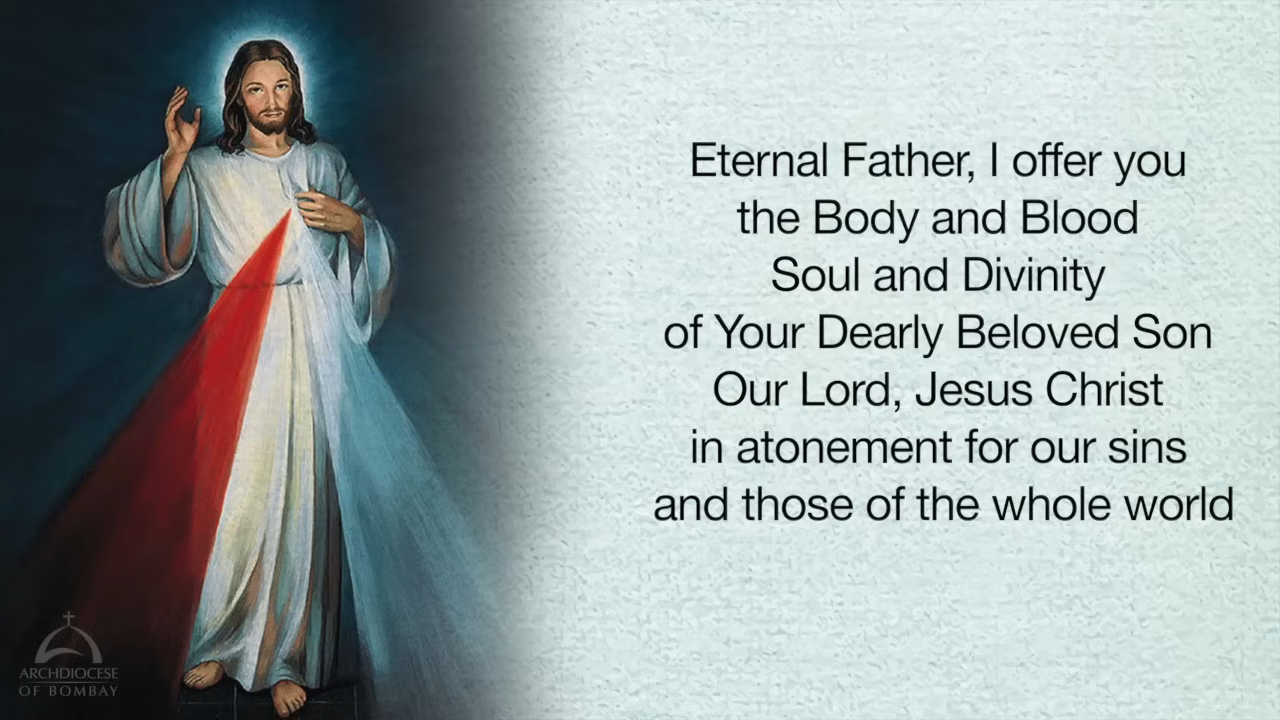 Eternal Father, I offer you
the Body and Blood
Soul and Divinity
of Your Dearly Beloved Son
Our Lord, Jesus Christ
in atonement for our sins
and those of the whole world
ARCHDIOCESE
OF BOMBAY